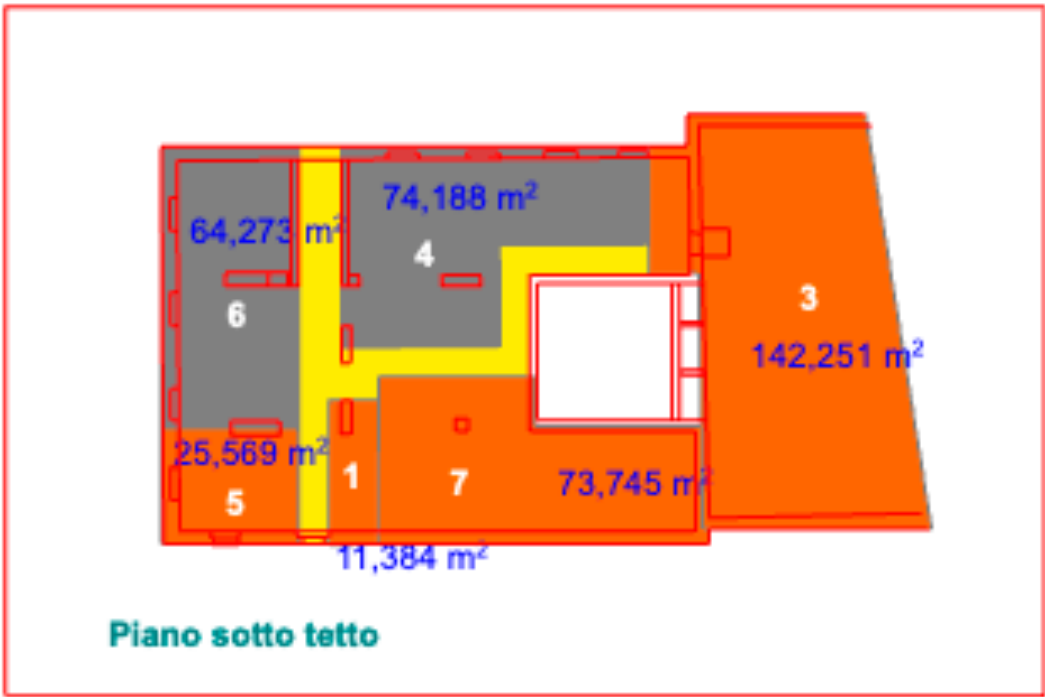 74,188 m²
64,273 m²
4
3
6
142,251 m²
25,569 m²
1
7
73,745 m²
5
11,384 m²
Piano sotto tetto